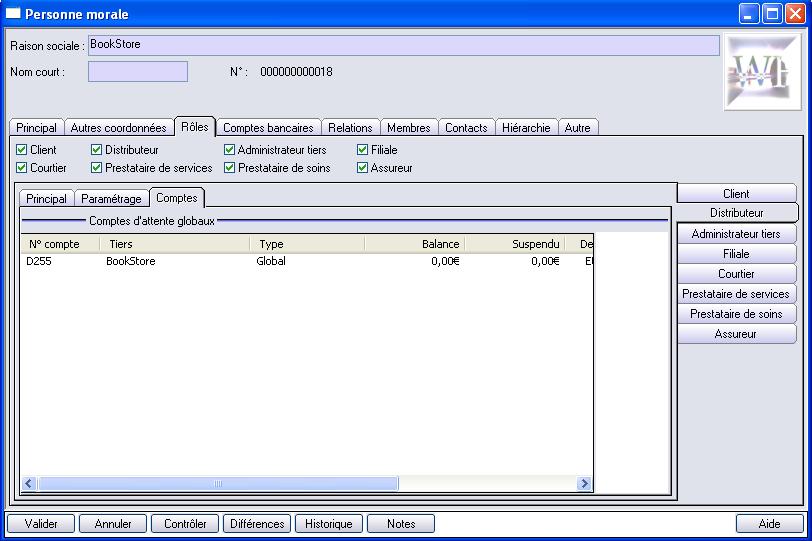 Personne morale
Raison sociale : BookStore
Nom court : N° : 000000000018
Principal Autres coordonnées Rôles Comptes bancaires Relations Membres Contacts Hiérarchie Autre
Client Distributeur Administrateur tiers Filiale
Courtier Prestataire de services Prestataire de soins Assureur
Principal Paramétrage Comptes
Comptes d'attente globaux
N° compte Tiers Type Balance Suspendu De
D255 BookStore Global 0,00€ 0,00€ EU
Client
Distributeur
Administrateur tiers
Filiale
Courtier
Prestataire de services
Prestataire de soins
Assureur
Valider Annuler Contrôler Différences Historique Notes Aide